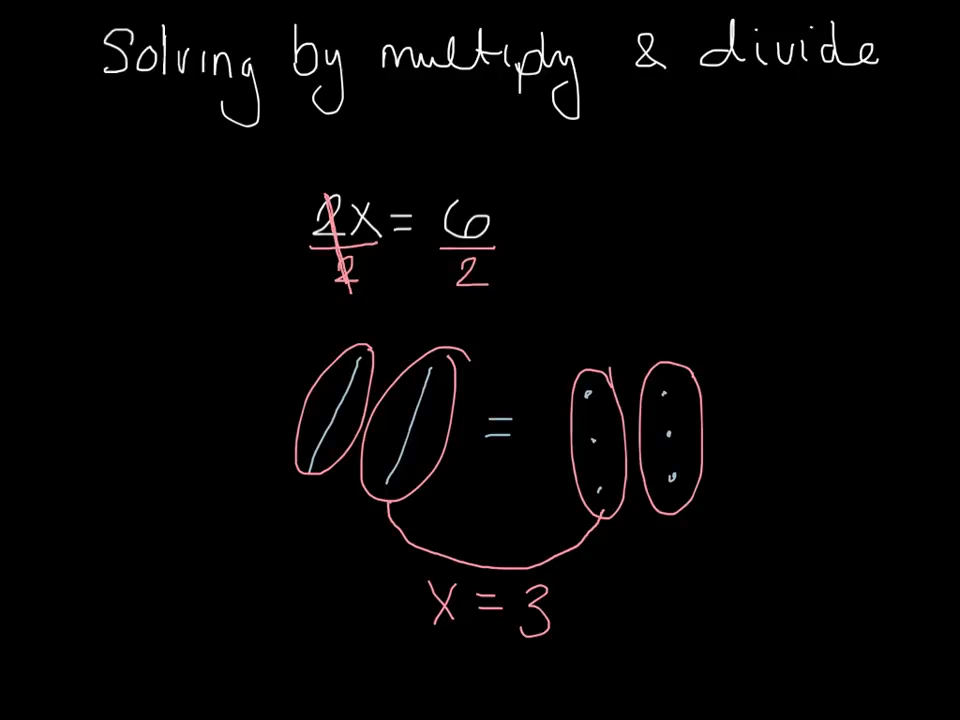 Solving by multiply & divide
2x = 6
2 2
=
x = 3